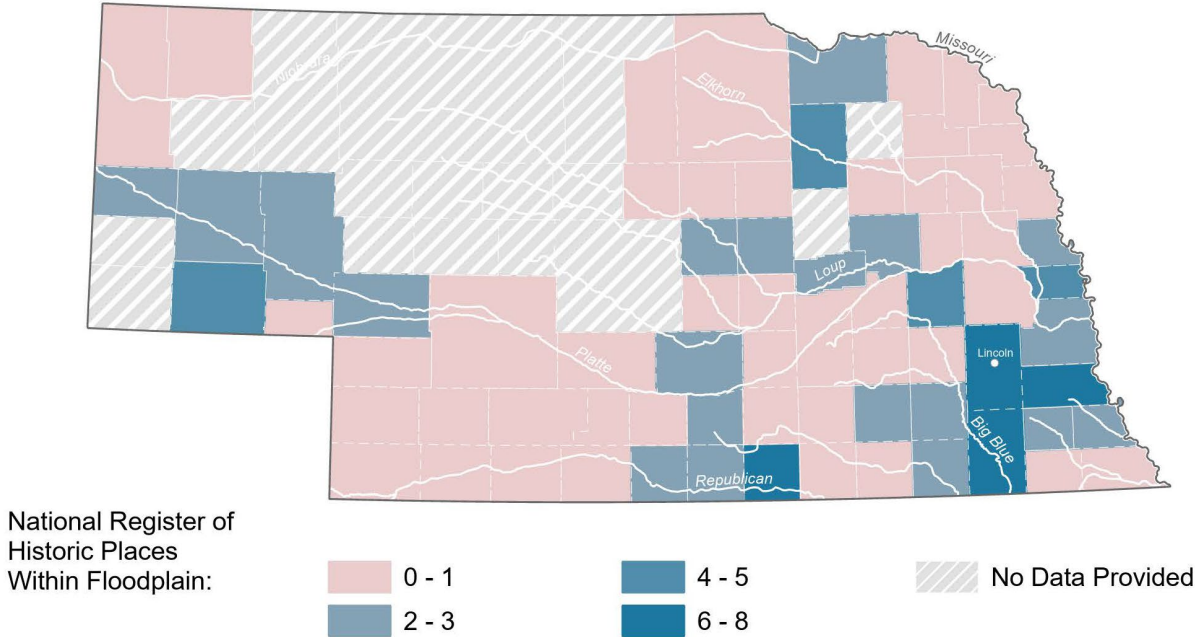 Missouri
Niobrara
Elkhorn
Loup
Platte
Lincoln
Big Blue
Republican
National Register of
Historic Places
Within Floodplain:
0 - 1
2 - 3
4 - 5
6 - 8
No Data Provided